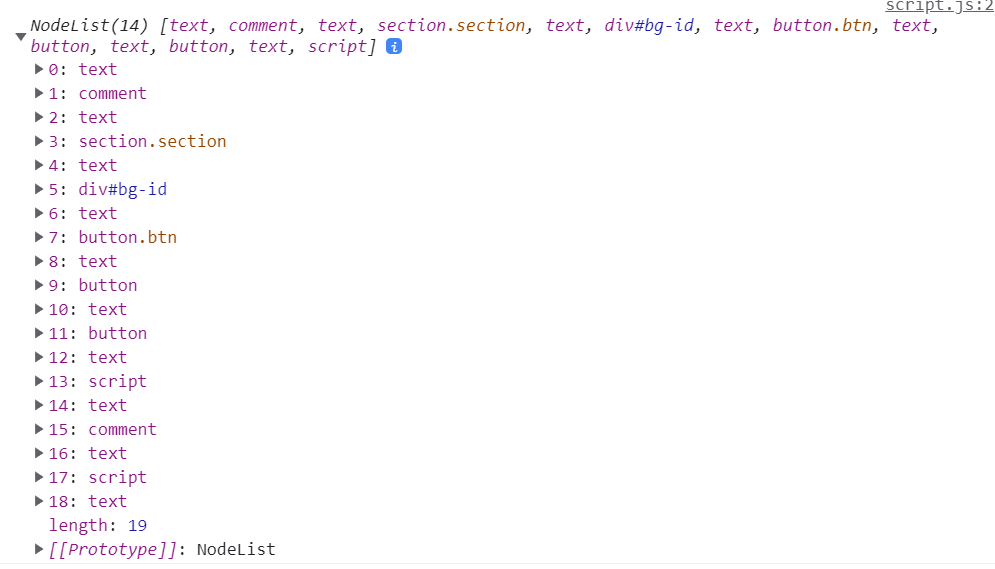 script.js:2
NodeList(14) [text, comment, text, section.section, text, div#bg-id, text, button.btn, text,
button, text, button, text, script] i
0: text
1: comment
2: text
3: section.section
4: text
5: div#bg-id
6: text
7: button.btn
8: text
9: button
10: text
11: button
12: text
13: script
14: text
15: comment
16: text
17: script
18: text
length: 19
[[Prototype]]: NodeList